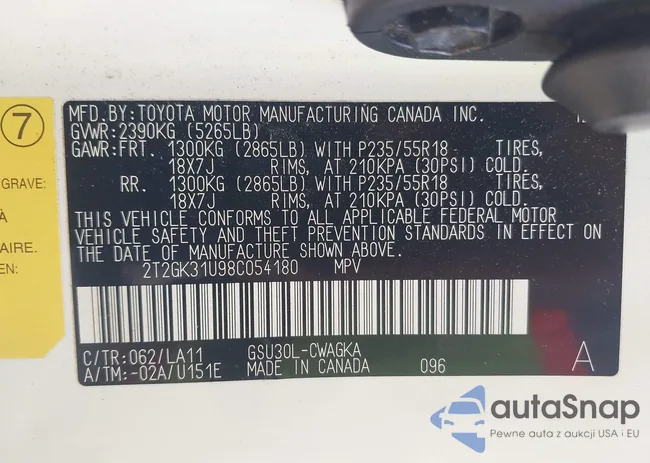 7
GRAVE:
À
AIRE.
EN:
MFD.BY:TOYOTA MOTOR MANUFACTURING CANADA INC.
GVWR:2390KG (5265LB)
GAWR:FRT. 1300KG (2865LB) WITH P235/55R18 TIRES,
18X7J RIMS, AT 210KPA (30PSI) COLD.
RR. 1300KG (2865LB) WITH P235/55R18 TIRES,
18X7J RIMS, AT 210KPA (30PSI) COLD.
THIS VEHICLE CONFORMS TO ALL APPLICABLE FEDERAL MOTOR
VEHICLE SAFETY AND THEFT PREVENTION STANDARDS IN EFFECT ON
THE DATE OF MANUFACTURE SHOWN ABOVE.
2T2GK31U98C054180 MPV
C/TR:062/LA11 GSU30L-CWAGKA
A/TM:-02A/U151E MADE IN CANADA 096 A
autaSnap
Pewne auta z aukcji USA i EU